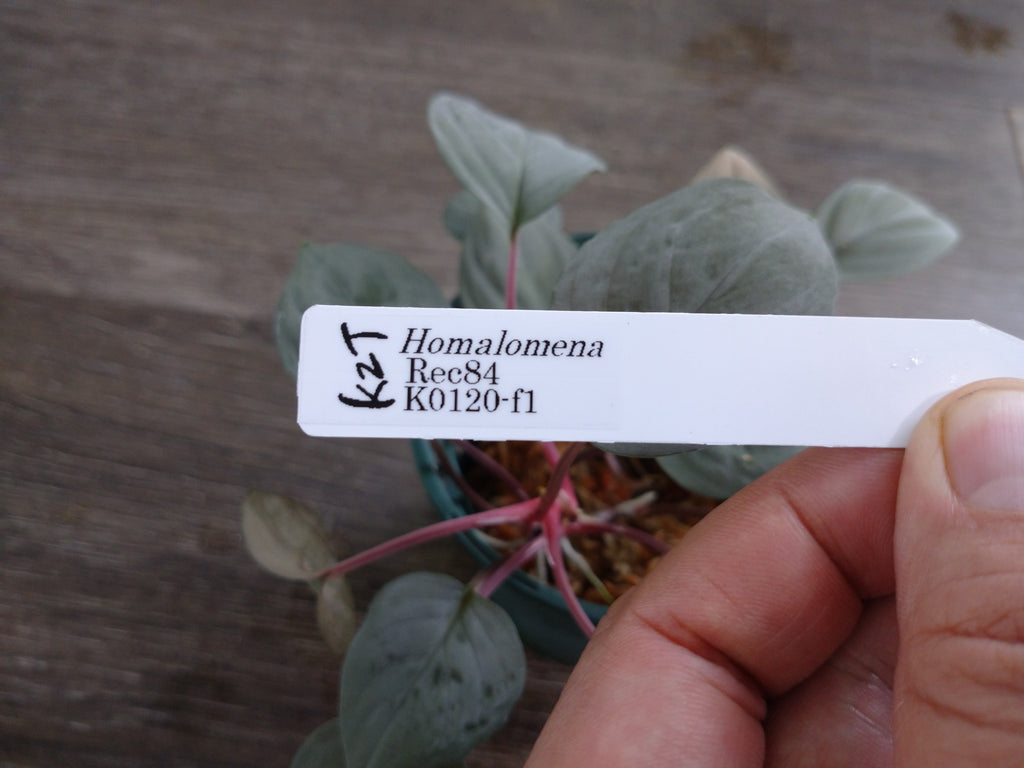 KZT
Homalomena
Rec84
K0120-f1